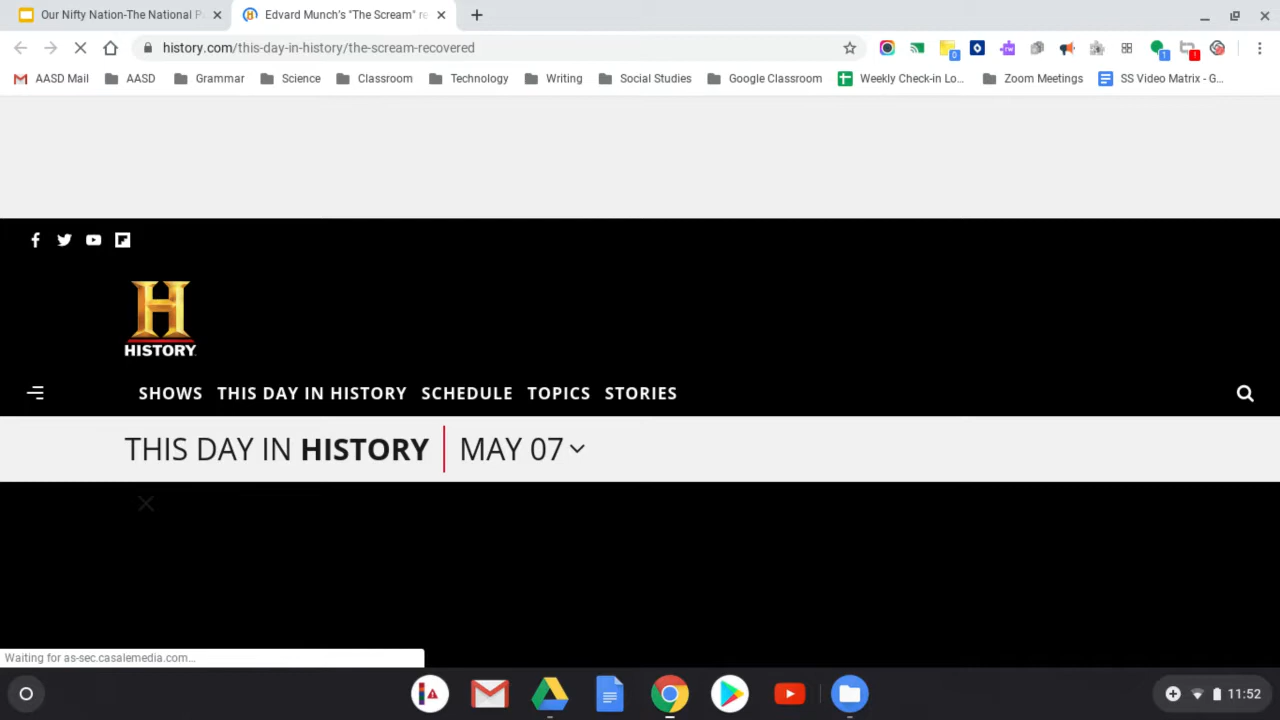 Our Nifty Nation-The National P
Edvard Munch's "The Scream" re
history.com/this-day-in-history/the-scream-recovered
AASD Mail AASD Grammar Science Classroom Technology Writing Social Studies Google Classroom Weekly Check-in Lo... Zoom Meetings SS Video Matrix - G...
H
HISTORY
SHOWS THIS DAY IN HISTORY SCHEDULE TOPICS STORIES
THIS DAY IN HISTORY MAY 07
Waiting for as-sec.casalemedia.com...
11:52